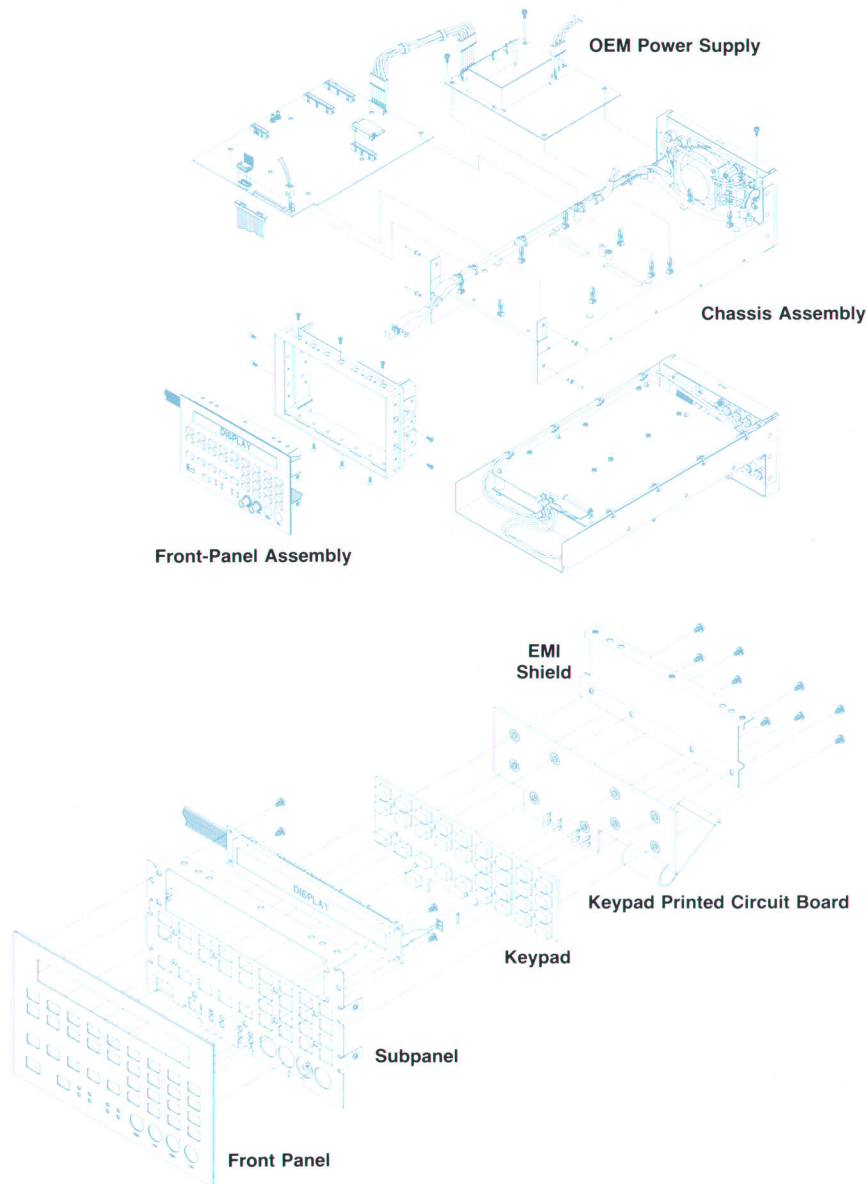 OEM Power Supply
Chassis Assembly
DISPLAY
Front-Panel Assembly
EMI
Shield
DISPLAY
Keypad Printed Circuit Board
Keypad
Subpanel
Front Panel